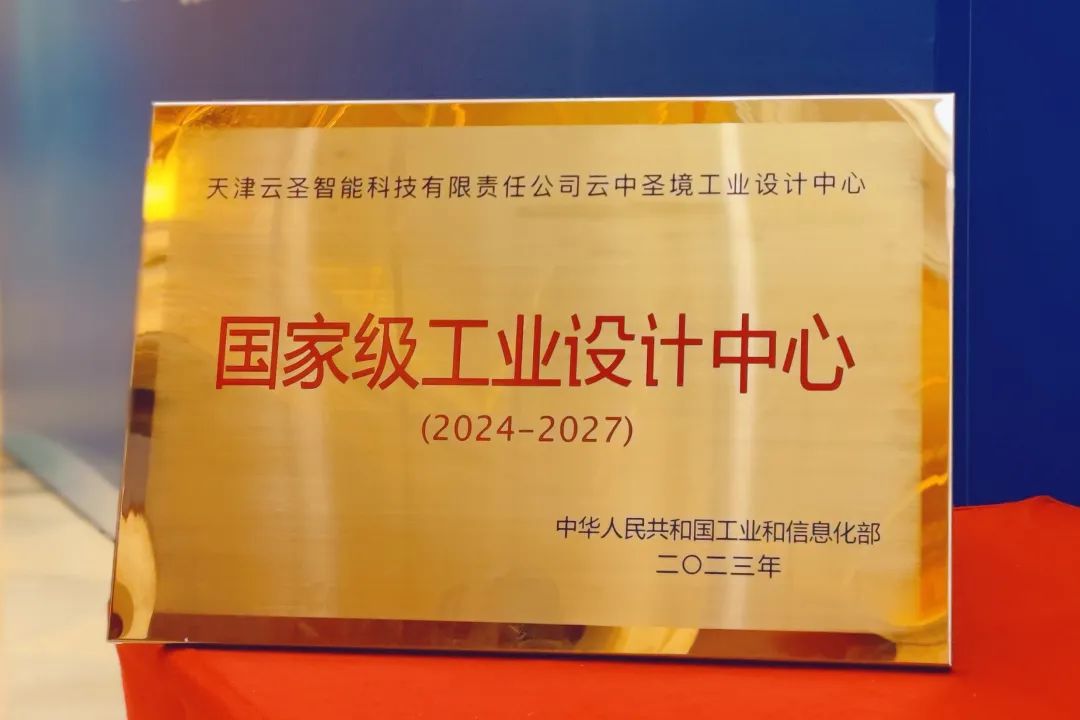 天津云圣智能科技有限责任公司云中圣境工业设计中心
国家级工业设计中心
(2024-2027)
中华人民共和国工业和信息化部
二〇二三年